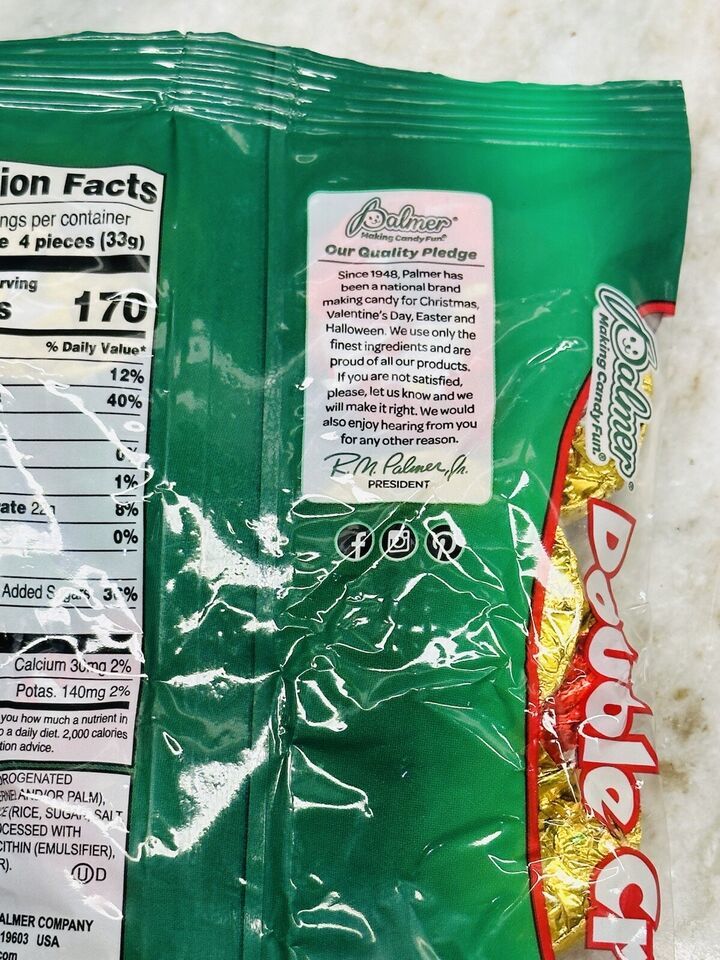 ion Facts
ngs per container
e 4 pieces (33g)
rving
s 170
% Daily Value*
12%
40%
1%
ate 8%
0%
Added
Calcium 30mg 2%
Potas. 140mg 2%
you how much a nutrient in
a daily diet. 2,000 calories
tion advice.
ROGENATED
AND/OR PALM),
(RICE, SUGAR, SALT
OCESSED WITH
CITHIN (EMULSIFIER),
R).
UD
ALMER COMPANY
19603 USA
com
Palmer®
Making Candy Fun®
Our Quality Pledge
Since 1948, Palmer has
been a national brand
making candy for Christmas,
Valentine's Day, Easter and
Halloween. We use only the
finest ingredients and are
proud of all our products.
If you are not satisfied,
please, let us know and we
will make it right. We would
also enjoy hearing from you
for any other reason.
R.M. Palmer, Jr.
PRESIDENT
Palmer®
Making Candy Fun.®
Double Cr